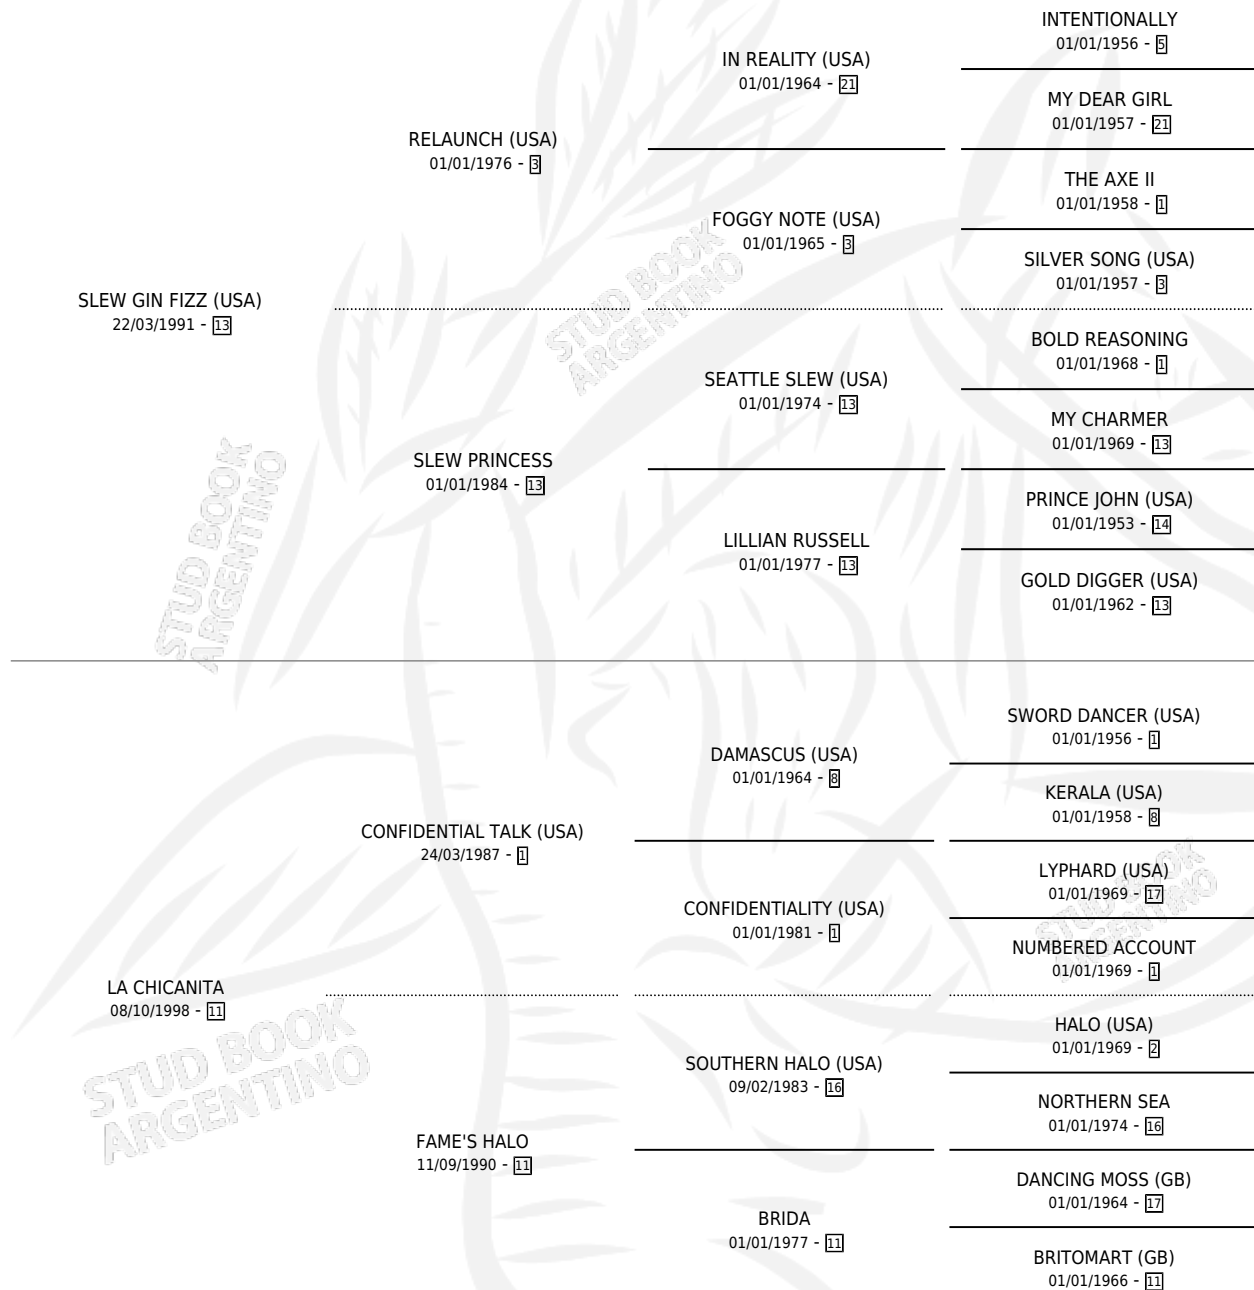 INTENTIONALLY
01/01/1956 - 5
IN REALITY (USA)
01/01/1964 - 21
MY DEAR GIRL
01/01/1957 - 21
RELAUNCH (USA)
01/01/1976 - 3
THE AXE II
01/01/1958 - 1
FOGGY NOTE (USA)
01/01/1965 - 3
SILVER SONG (USA)
01/01/1957 - 3
SLEW GIN FIZZ (USA)
22/03/1991 - 13
STUD BOOK
ARGENTINO
BOLD REASONING
01/01/1968 - 1
SEATTLE SLEW (USA)
01/01/1974 - 13
MY CHARMER
01/01/1969 - 13
SLEW PRINCESS
01/01/1984 - 13
PRINCE JOHN (USA)
01/01/1953 - 14
LILLIAN RUSSELL
01/01/1977 - 13
GOLD DIGGER (USA)
01/01/1962 - 13
STUD BOOK
ARGENTINO
SWORD DANCER (USA)
01/01/1956 - 1
DAMASCUS (USA)
01/01/1964 - 8
KERALA (USA)
01/01/1958 - 8
CONFIDENTIAL TALK (USA)
24/03/1987 - 1
LYPHARD (USA)
01/01/1969 - 17
CONFIDENTIALITY (USA)
01/01/1981 - 1
NUMBERED ACCOUNT
01/01/1969 - 1
STUD BOOK
ARGENTINO
LA CHICANITA
08/10/1998 - 11
STUD BOOK
ARGENTINO
HALO (USA)
01/01/1969 - 2
SOUTHERN HALO (USA)
09/02/1983 - 16
NORTHERN SEA
01/01/1974 - 16
FAME'S HALO
11/09/1990 - 11
DANCING MOSS (GB)
01/01/1964 - 17
BRIDA
01/01/1977 - 11
BRITOMART (GB)
01/01/1966 - 11